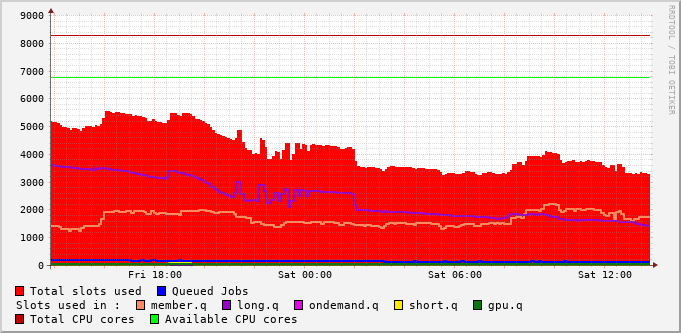 RRDTOOL / TOBI OETIKER
9000
8000
7000
6000
5000
4000
3000
2000
1000
0
Fri 18:00 Sat 00:00 Sat 06:00 Sat 12:00
Total slots used Queued Jobs
Slots used in : member.q long.q ondemand.q short.q gpu.q
Total CPU cores Available CPU cores